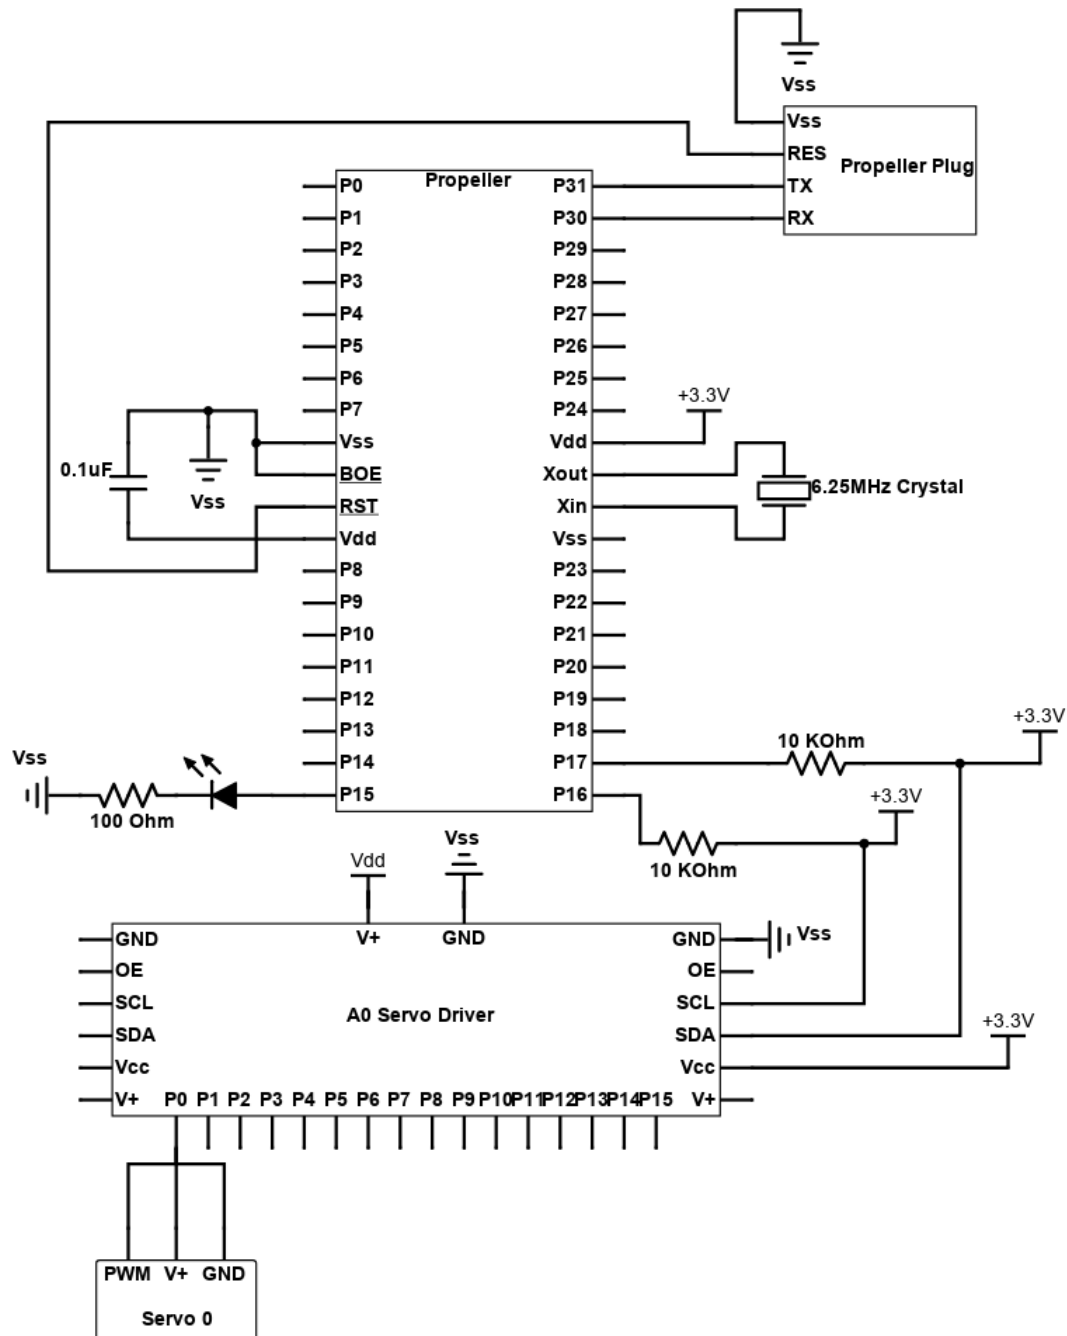 Vss
Vss
RES
TX
RX
Propeller Plug
Propeller
P0
P1
P2
P3
P4
P5
P6
P7
Vss
BOE
RST
Vdd
P8
P9
P10
P11
P12
P13
P14
P15
P31
P30
P29
P28
P27
P26
P25
P24
Vdd
Xout
Xin
Vss
P23
P22
P21
P20
P19
P18
P17
P16
0.1uF
Vss
+3.3V
6.25MHz Crystal
Vss
100 Ohm
10 KOhm
+3.3V
+3.3V
10 KOhm
Vdd
Vss
V+
GND
GND
OE
SCL
SDA
Vcc
V+
A0 Servo Driver
GND
OE
SCL
SDA
Vcc
V+
Vss
+3.3V
P0 P1 P2 P3 P4 P5 P6 P7 P8 P9 P10 P11 P12 P13 P14 P15
PWM V+ GND
Servo 0